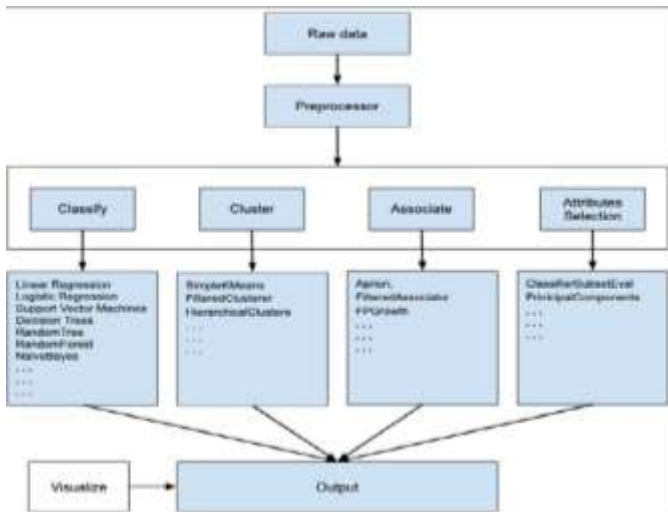 Raw data
Preprocessor
Classify
Cluster
Associate
Attributes
Selection
Linear Regression
Logistic Regression
Support Vector Machines
Decision Trees
RandomTree
RandomForest
NaiveBayes
. . .
. . .
. . .
SimpleKMeans
FilteredClusterer
HierarchicalClusters
. . .
. . .
. . .
Apriori,
FilteredAssociator
FPGrowth
. . .
. . .
. . .
ClassifierSubsetEval
PrincipalComponents
. . .
. . .
. . .
Visualize
Output